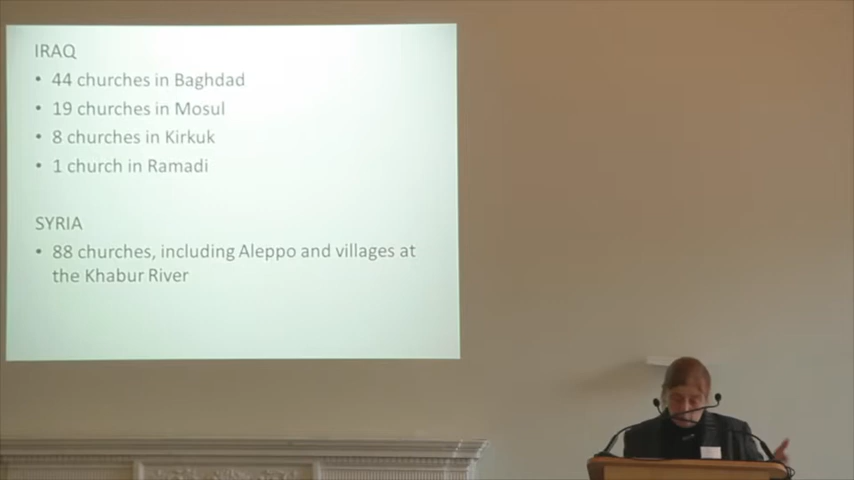 IRAQ
• 44 churches in Baghdad
• 19 churches in Mosul
• 8 churches in Kirkuk
• 1 church in Ramadi
SYRIA
• 88 churches, including Aleppo and villages at
the Khabur River